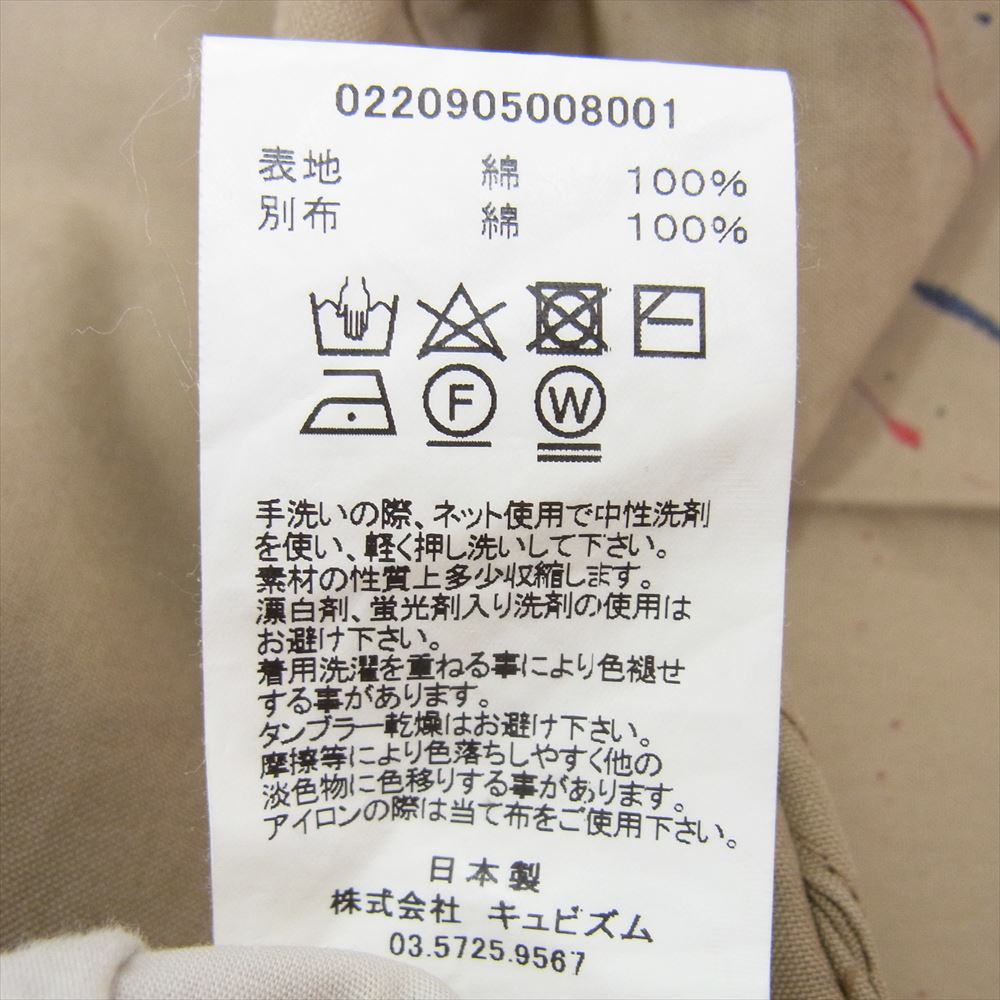 0220905008001
表地 綿 100%
別布 綿 100%
F W
手洗いの際、ネット使用で中性洗剤
を使い、軽く押し洗いして下さい。
素材の性質上多少収縮します。
漂白剤、蛍光剤入り洗剤の使用は
お避け下さい。
着用洗濯を重ねる事により色褪せ
する事があります。
タンブラー乾燥はお避け下さい。
摩擦等により色落ちしやすく他の
淡色物に色移りする事があります。
アイロンの際は当て布をご使用下さい。
日本製
株式会社 キュビズム
03.5725.9567